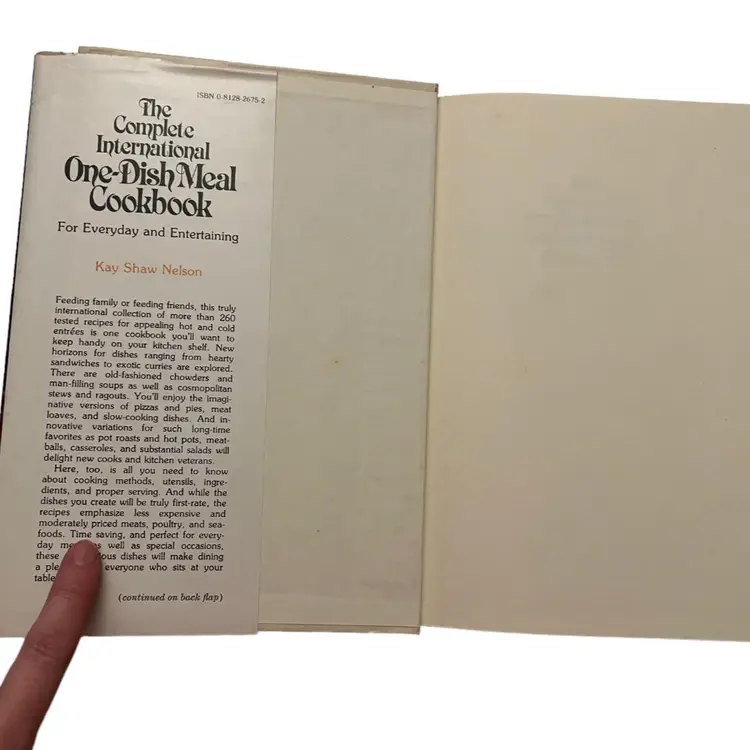 ISBN 0-8128-2675-2
The
Complete
International
One-Dish Meal
Cookbook
For Everyday and Entertaining
Kay Shaw Nelson
Feeding family or feeding friends, this truly
international collection of more than 260
tested recipes for appealing hot and cold
entrées is one cookbook you'll want to
keep handy on your kitchen shelf. New
horizons for dishes ranging from hearty
sandwiches to exotic curries are explored.
There are old-fashioned chowders and
man-filling soups as well as cosmopolitan
stews and ragouts. You'll enjoy the imagi-
native versions of pizzas and pies, meat
loaves, and slow-cooking dishes. And in-
novative variations for such long-time
favorites as pot roasts and hot pots, meat-
balls, casseroles, and substantial salads will
delight new cooks and kitchen veterans.
Here, too, is all you need to know
about cooking methods, utensils, ingre-
dients, and proper serving. And while the
dishes you create will be truly first-rate, the
recipes emphasize less expensive and
moderately priced meats, poultry, and sea-
foods. Time saving, and perfect for every-
day as well as special occasions,
these dishes will make dining
a everyone who sits at your
table
(continued on back flap)